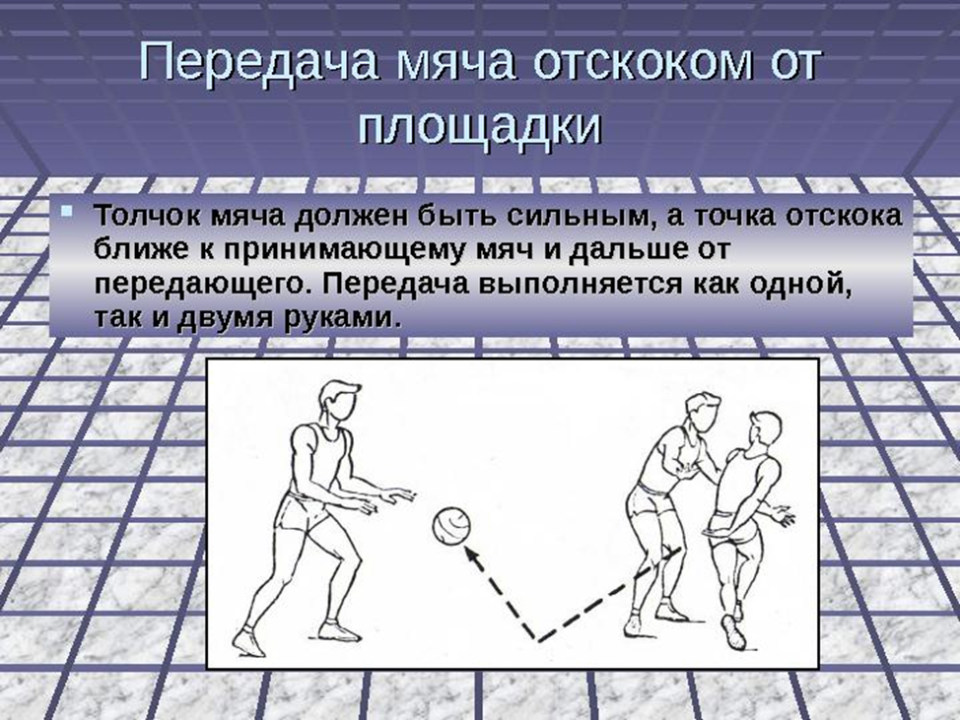 Передача мяча отскоком от
площадки
Толчок мяча должен быть сильным, а точка отскока
ближе к принимающему мяч и дальше от
передающего. Передача выполняется как одной,
так и двумя руками.